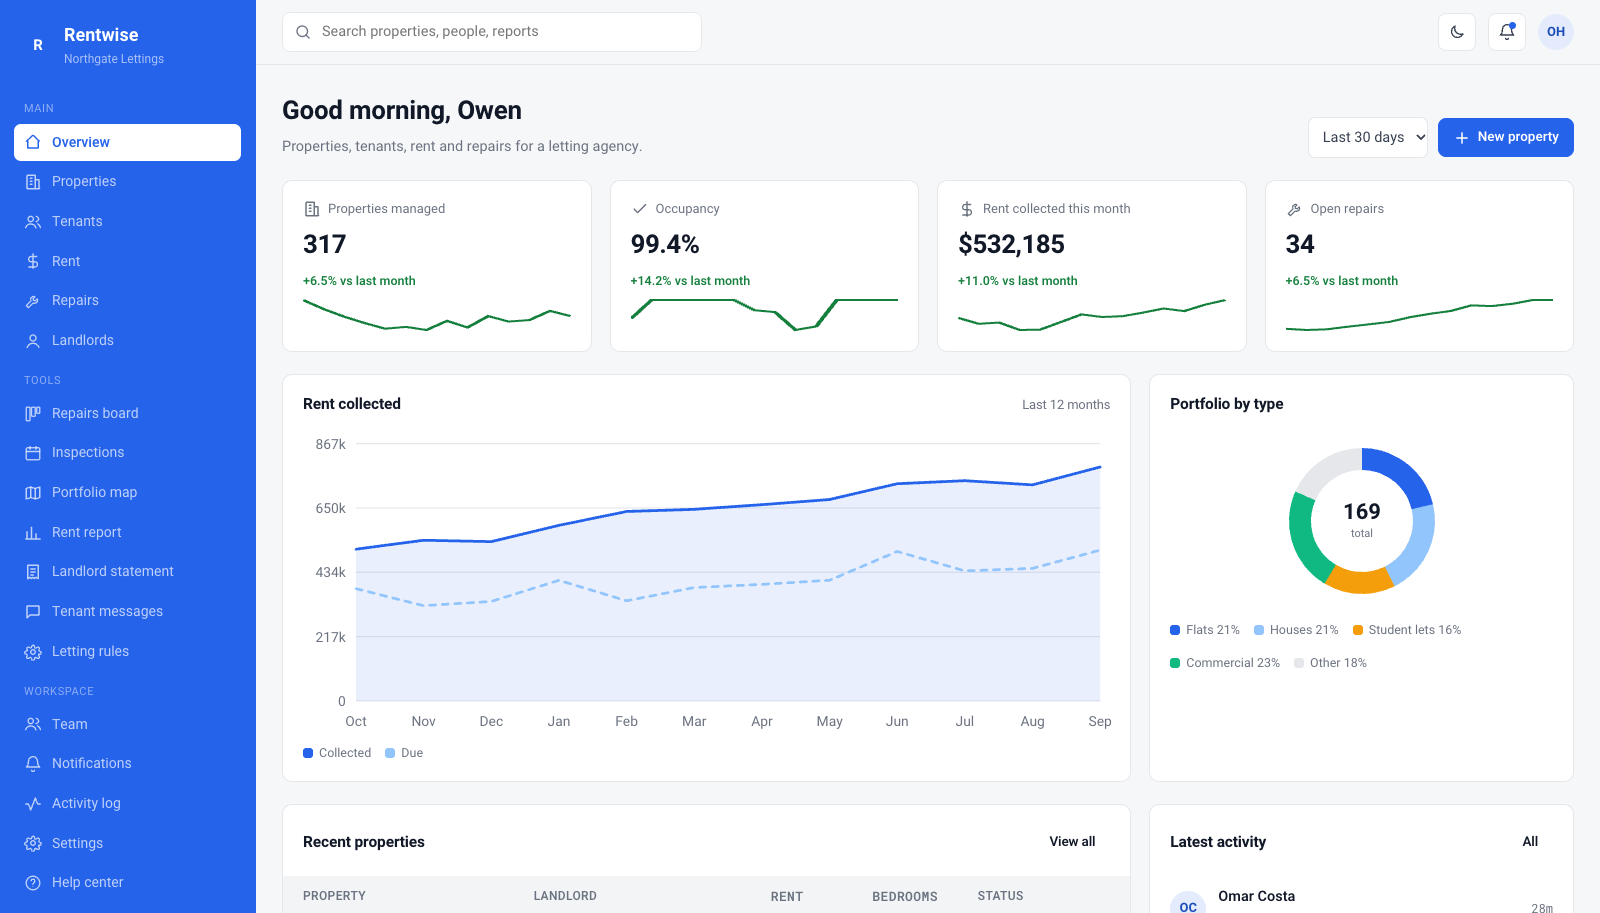 R
Rentwise
Northgate Lettings
MAIN
Overview
Properties
Tenants
Rent
Repairs
Landlords
TOOLS
Repairs board
Inspections
Portfolio map
Rent report
Landlord statement
Tenant messages
Letting rules
WORKSPACE
Team
Notifications
Activity log
Settings
Help center
Search properties, people, reports
OH
Good morning, Owen
Properties, tenants, rent and repairs for a letting agency.
Last 30 days
New property
Properties managed
317
+6.5% vs last month
Occupancy
99.4%
+14.2% vs last month
Rent collected this month
$532,185
+11.0% vs last month
Open repairs
34
+6.5% vs last month
Rent collected
Last 12 months
867k
650k
434k
217k
0
Oct Nov Dec Jan Feb Mar Apr May Jun Jul Aug Sep
Collected Due
Portfolio by type
169
total
Flats 21% Houses 21% Student lets 16%
Commercial 23% Other 18%
Recent properties
View all
PROPERTY LANDLORD RENT BEDROOMS STATUS
Latest activity
All
OC
Omar Costa
28m